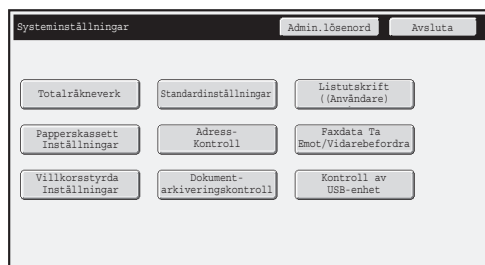 Systeminställningar
Admin.lösenord
Avsluta
Totalräkneverk
Standardinställningar
Listutskrift
((Användare)
Papperskassett
Inställningar
Adress-
Kontroll
Faxdata Ta
Emot/Vidarebefordra
Villkorsstyrda
Inställningar
Dokument-
arkiveringskontroll
Kontroll av
USB-enhet